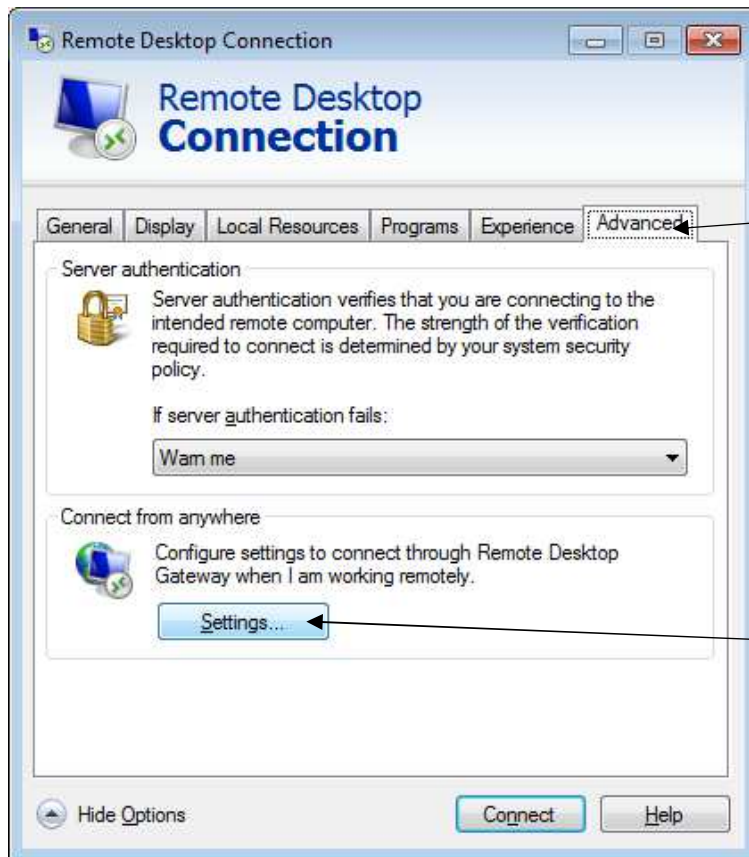 Remote Desktop Connection
Remote Desktop
Connection
General Display Local Resources Programs Experience Advanced
Server authentication
Server authentication verifies that you are connecting to the
intended remote computer. The strength of the verification
required to connect is determined by your system security
policy.
If server authentication fails:
Warn me
Connect from anywhere
Configure settings to connect through Remote Desktop
Gateway when I am working remotely.
Settings...
Hide Options Connect Help